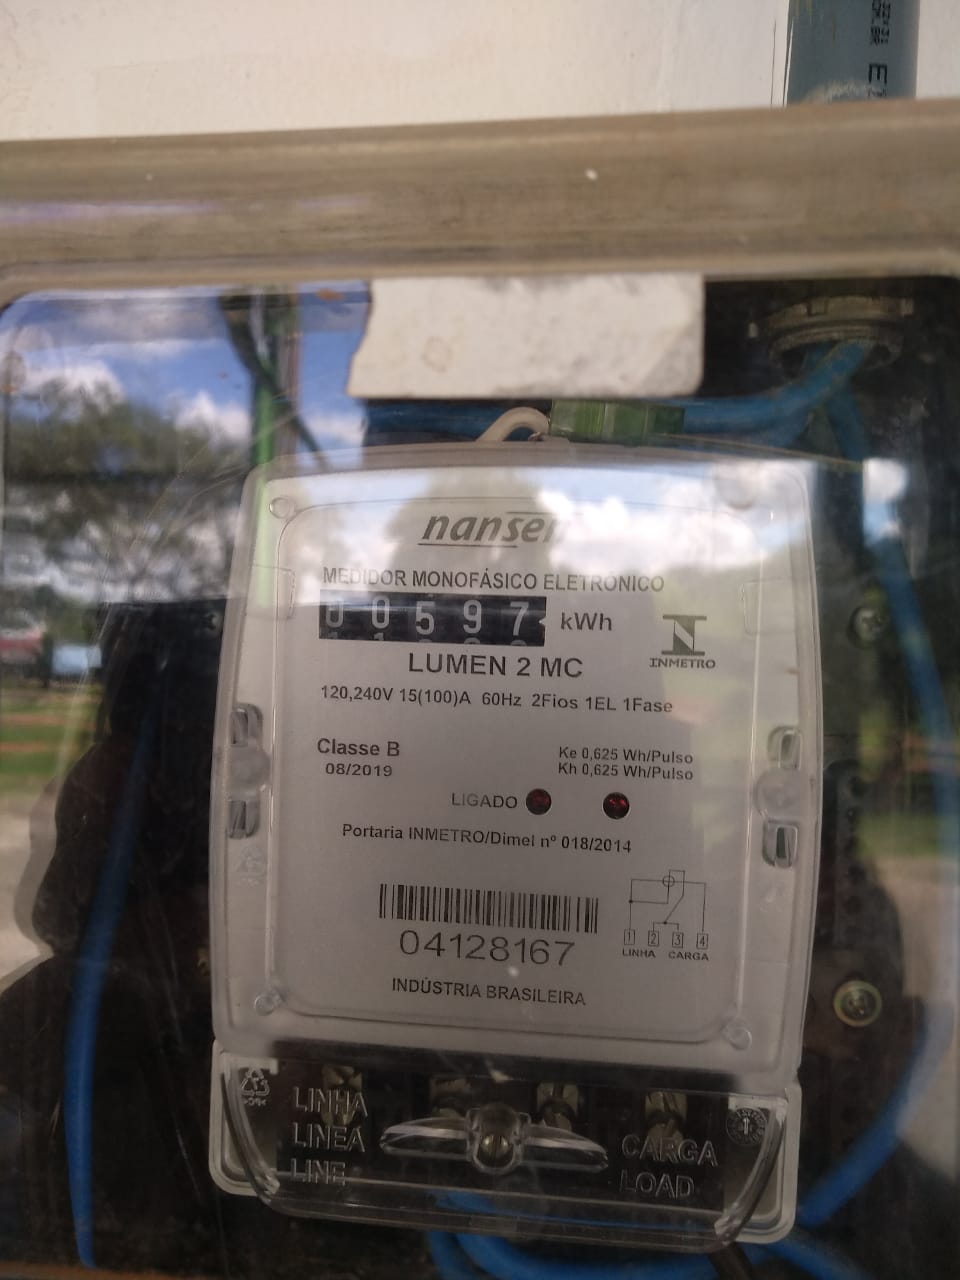 nansen
MEDIDOR MONOFÁSICO ELETRÔNICO
00597 kWh
INMETRO
LUMEN 2 MC
120,240V 15(100)A 60Hz 2Fios 1EL 1Fase
Classe B
08/2019
Ke 0,625 Wh/Pulso
Kh 0,625 Wh/Pulso
LIGADO
Portaria INMETRO/Dimel nº 018/2014
04128167
1 2 3 4
LINHA CARGA
INDÚSTRIA BRASILEIRA
LINHA
LINEA
LINE
CARGA
LOAD